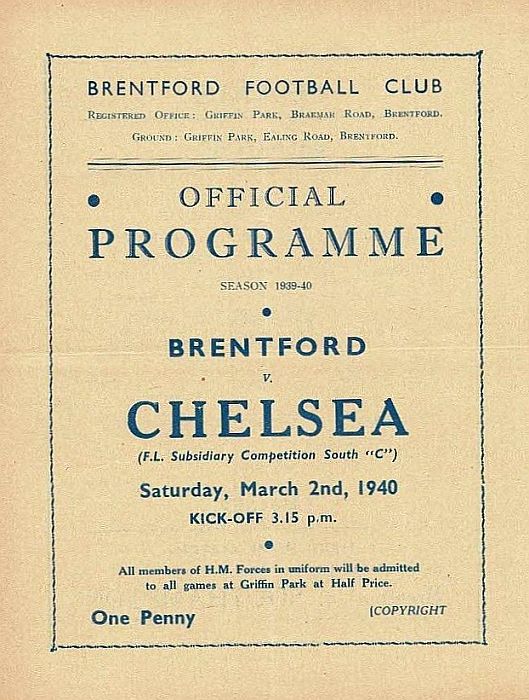 BRENTFORD FOOTBALL CLUB
REGISTERED OFFICE: GRIFFIN PARK, BRAEMAR ROAD, BRENTFORD.
GROUND: GRIFFIN PARK, EALING ROAD, BRENTFORD.
OFFICIAL
PROGRAMME
SEASON 1939-40
BRENTFORD
v.
CHELSEA
(F.L. Subsidiary Competition South "C")
Saturday, March 2nd, 1940
KICK-OFF 3.15 p.m.
All members of H.M. Forces in uniform will be admitted
to all games at Griffin Park at Half Price.
One Penny
[COPYRIGHT